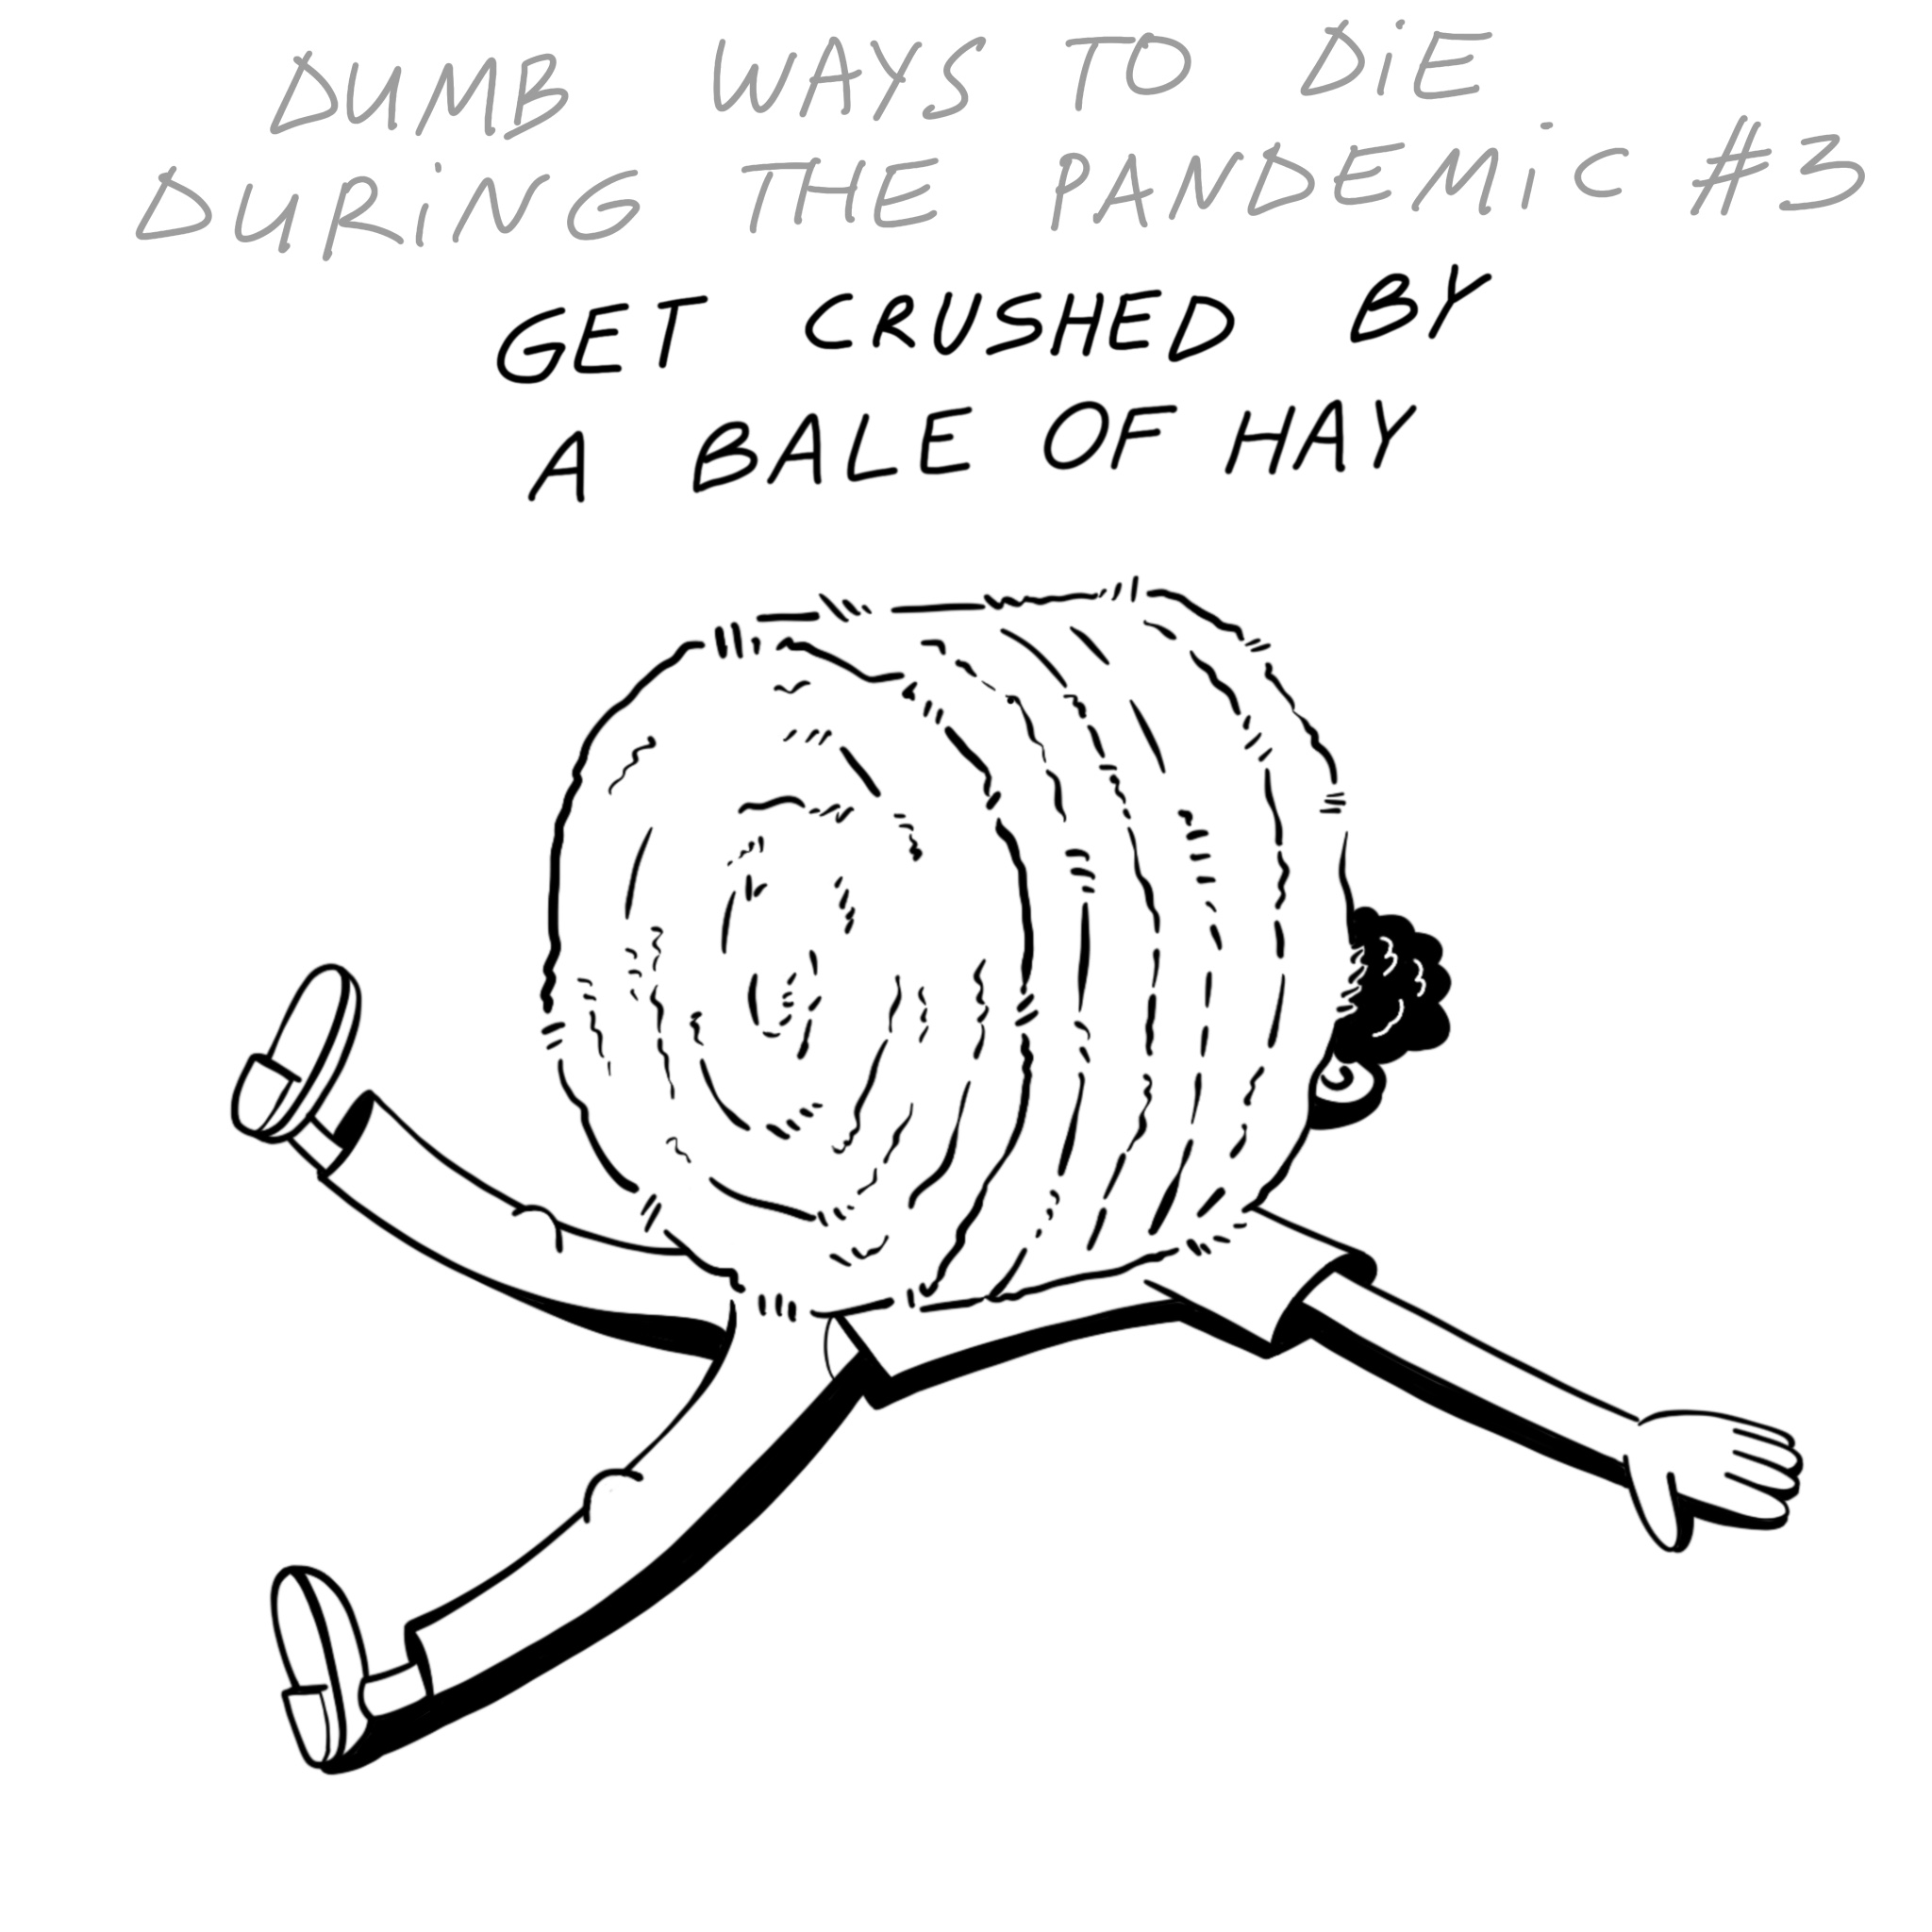 DUMB WAYS TO DiE
DURiNG THE PANDEMiC #3
GET CRUSHED BY
A BALE OF HAY